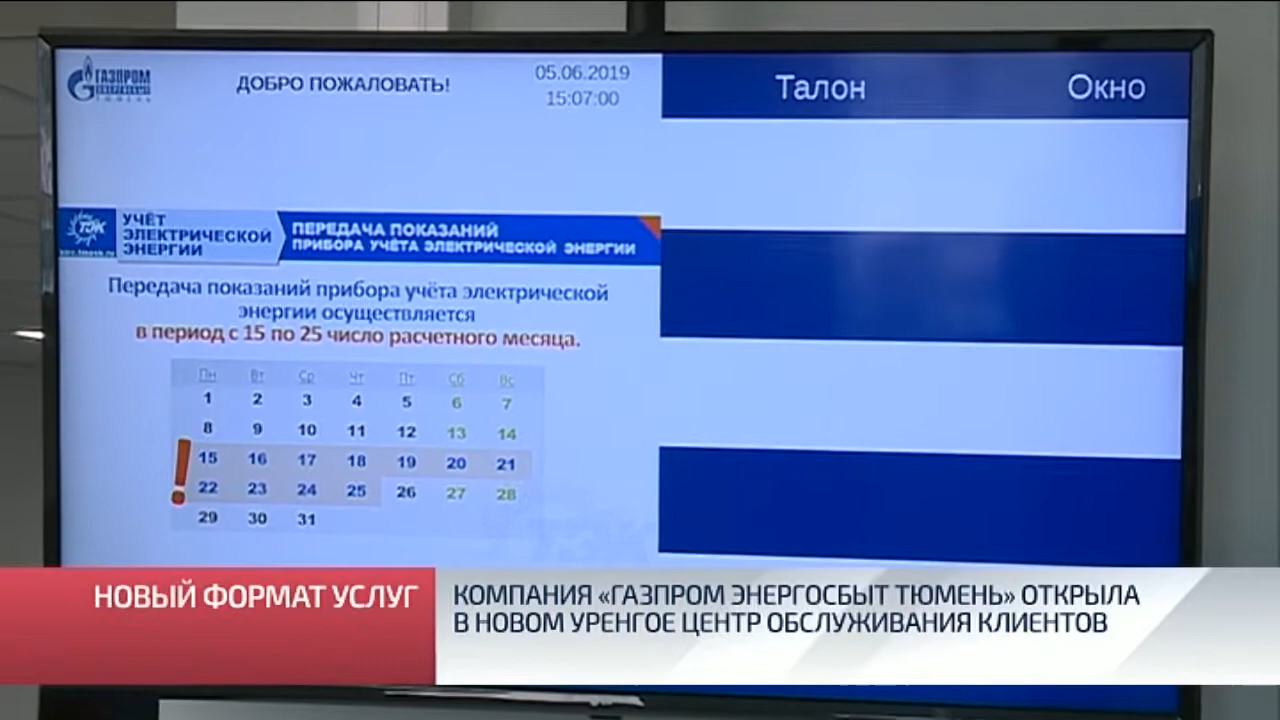 ГАЗПРОМ
ЭНЕРГОСБЫТ
ТЮМЕНЬ
ДОБРО ПОЖАЛОВАТЬ!
05.06.2019
15:07:00
Талон
Окно
ТЭК
УЧЁТ
ЭЛЕКТРИЧЕСКОЙ
ЭНЕРГИИ
ПЕРЕДАЧА ПОКАЗАНИЙ
ПРИБОРА УЧЁТА ЭЛЕКТРИЧЕСКОЙ ЭНЕРГИИ
Передача показаний прибора учёта электрической
энергии осуществляется
в период с 15 по 25 число расчетного месяца.
Пн Вт Ср Чт Пт Сб Вс
1 2 3 4 5 6 7
8 9 10 11 12 13 14
! 15 16 17 18 19 20 21
22 23 24 25 26 27 28
29 30 31
НОВЫЙ ФОРМАТ УСЛУГ
КОМПАНИЯ «ГАЗПРОМ ЭНЕРГОСБЫТ ТЮМЕНЬ» ОТКРЫЛА
В НОВОМ УРЕНГОЕ ЦЕНТР ОБСЛУЖИВАНИЯ КЛИЕНТОВ